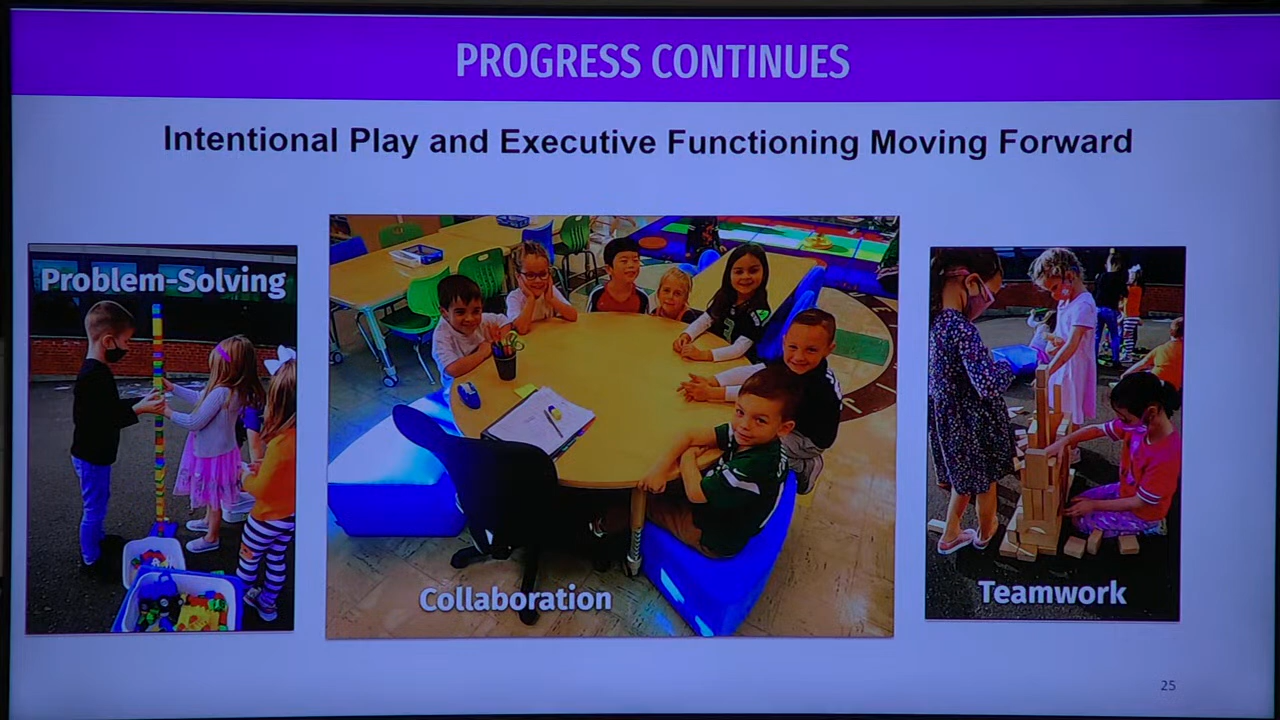 PROGRESS CONTINUES
Intentional Play and Executive Functioning Moving Forward
Problem-Solving
Collaboration
Teamwork
25